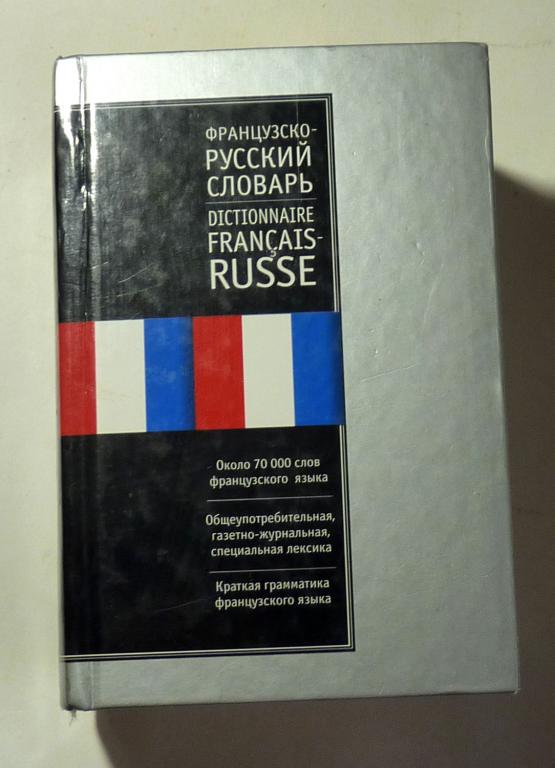 ФРАНЦУЗСКО-
РУССКИЙ
СЛОВАРЬ
DICTIONNAIRE
FRANÇAIS-
RUSSE
Около 70 000 слов
французского языка
Общеупотребительная,
газетно-журнальная,
специальная лексика
Краткая грамматика
французского языка